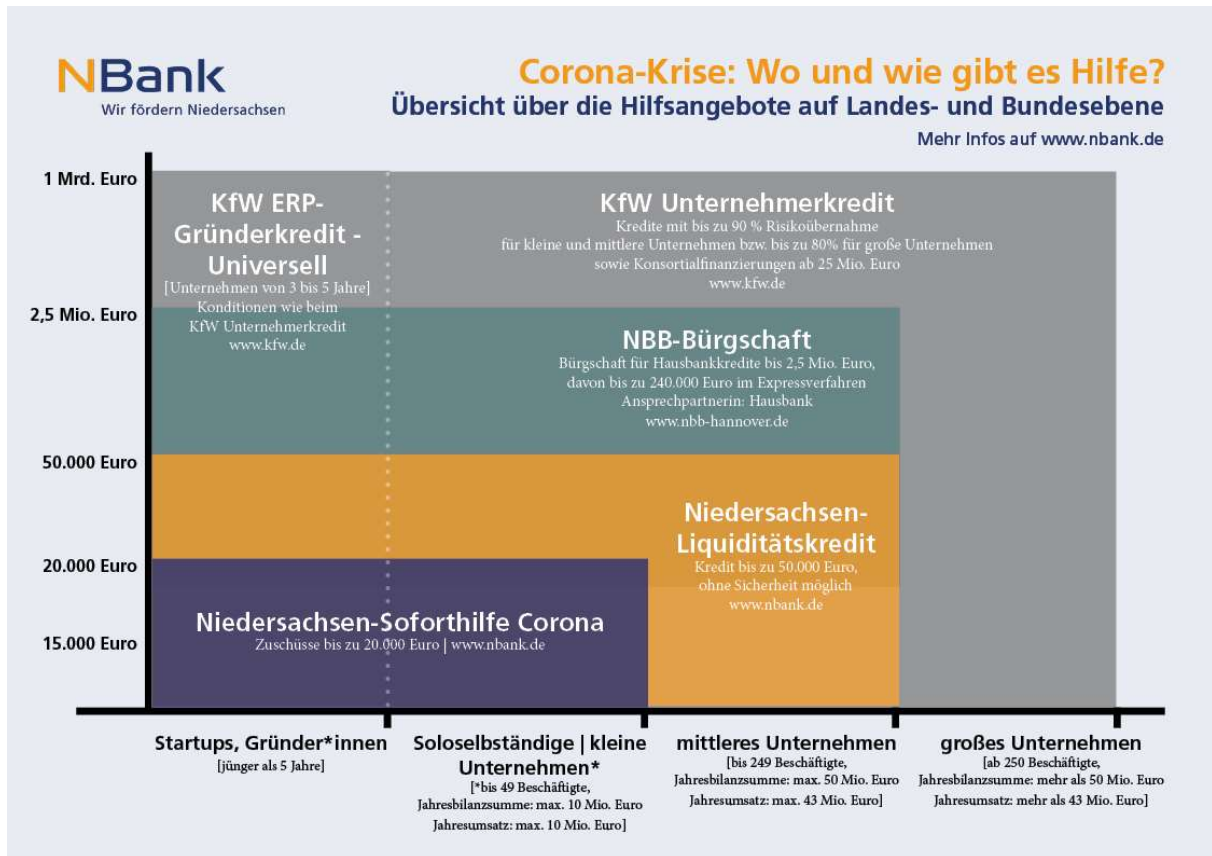 NBank
Wir fördern Niedersachsen
Corona-Krise: Wo und wie gibt es Hilfe?
Übersicht über die Hilfsangebote auf Landes- und Bundesebene
Mehr Infos auf www.nbank.de
1 Mrd. Euro
2,5 Mio. Euro
50.000 Euro
20.000 Euro
15.000 Euro
KfW ERP-
Gründerkredit -
Universell
[Unternehmen von 3 bis 5 Jahre]
Konditionen wie beim
KfW Unternehmerkredit
www.kfw.de
KfW Unternehmerkredit
Kredite mit bis zu 90 % Risikoübernahme
für kleine und mittlere Unternehmen bzw. bis zu 80% für große Unternehmen
sowie Konsortialfinanzierungen ab 25 Mio. Euro
www.kfw.de
NBB-Bürgschaft
Bürgschaft für Hausbankkredite bis 2,5 Mio. Euro,
davon bis zu 240.000 Euro im Expressverfahren
Ansprechpartnerin: Hausbank
www.nbb-hannover.de
Niedersachsen-
Liquiditätskredit
Kredit bis zu 50.000 Euro,
ohne Sicherheit möglich
www.nbank.de
Niedersachsen-Soforthilfe Corona
Zuschüsse bis zu 20.000 Euro | www.nbank.de
Startups, Gründer*innen
[jünger als 5 Jahre]
Soloselbständige | kleine
Unternehmen*
[*bis 49 Beschäftigte,
Jahresbilanzsumme: max. 10 Mio. Euro
Jahresumsatz: max. 10 Mio. Euro]
mittleres Unternehmen
[bis 249 Beschäftigte,
Jahresbilanzsumme: max. 50 Mio. Euro
Jahresumsatz: max. 43 Mio. Euro]
großes Unternehmen
[ab 250 Beschäftigte,
Jahresbilanzsumme: mehr als 50 Mio. Euro
Jahresumsatz: mehr als 43 Mio. Euro]